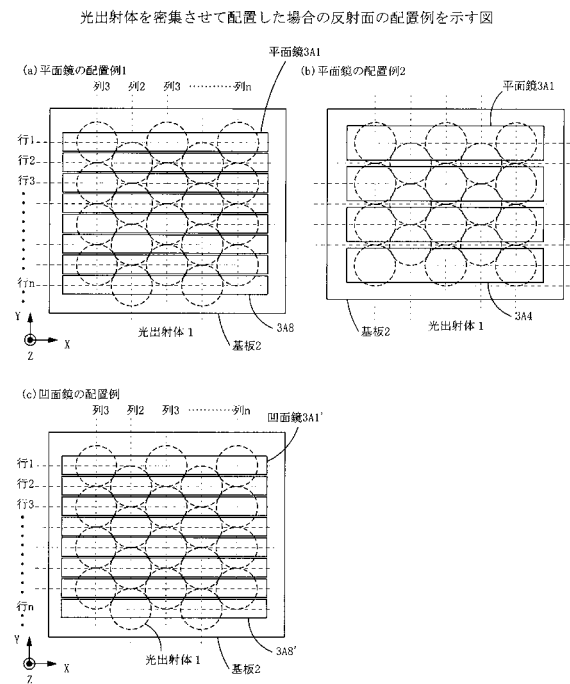 光出射体を密集させて配置した場合の反射面の配置例を示す図
(a)平面鏡の配置例1
平面鏡3A1
列3 列2 列3 ………列n
行1
行2
行3
行n
Y
X
Z
光出射体1
基板2
3A8
(b)平面鏡の配置例2
平面鏡3A1
基板2
光出射体1
3A4
(c)凹面鏡の配置例
列3 列2 列3 ………列n
凹面鏡3A1'
行1
行2
行3
行n
Y
X
Z
光出射体1
基板2
3A8'